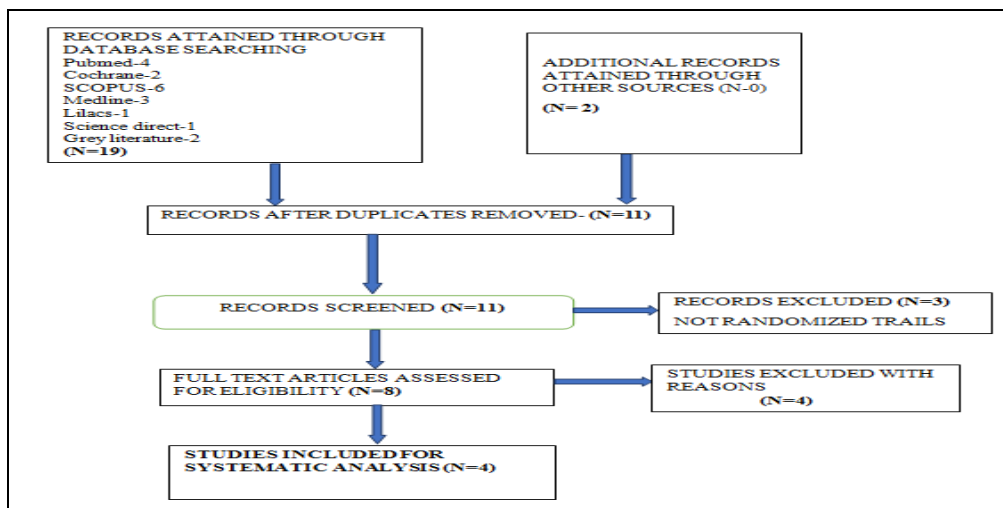 RECORDS ATTAINED THROUGH
DATABASE SEARCHING
Pubmed-4
Cochrane-2
SCOPUS-6
Medline-3
Lilacs-1
Science direct-1
Grey literature-2
(N=19)
ADDITIONAL RECORDS
ATTAINED THROUGH
OTHER SOURCES (N-0)
(N= 2)
RECORDS AFTER DUPLICATES REMOVED- (N=11)
RECORDS SCREENED (N=11)
RECORDS EXCLUDED (N=3)
NOT RANDOMIZED TRAILS
FULL TEXT ARTICLES ASSESSED
FOR ELIGIBILITY (N=8)
STUDIES EXCLUDED WITH
REASONS
(N=4)
STUDIES INCLUDED FOR
SYSTEMATIC ANALYSIS (N=4)